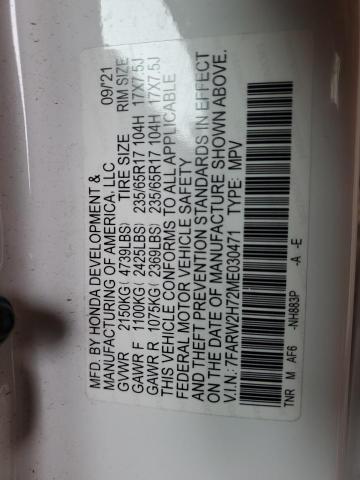 MFD. BY HONDA DEVELOPMENT &
MANUFACTURING OF AMERICA, LLC 09/21
GVWR 2150KG( 4739LBS) TIRE SIZE RIM SIZE
GAWR F 1100KG( 2425LBS) 235/65R17 104H 17X7.5J
GAWR R 1075KG( 2369LBS) 235/65R17 104H 17X7.5J
THIS VEHICLE CONFORMS TO ALL APPLICABLE
FEDERAL MOTOR VEHICLE SAFETY
AND THEFT PREVENTION STANDARDS IN EFFECT
ON THE DATE OF MANUFACTURE SHOWN ABOVE.
V.I.N.: 7FARW2H72ME030471 TYPE: MPV
TNR M AF6 -NH883P -A -E